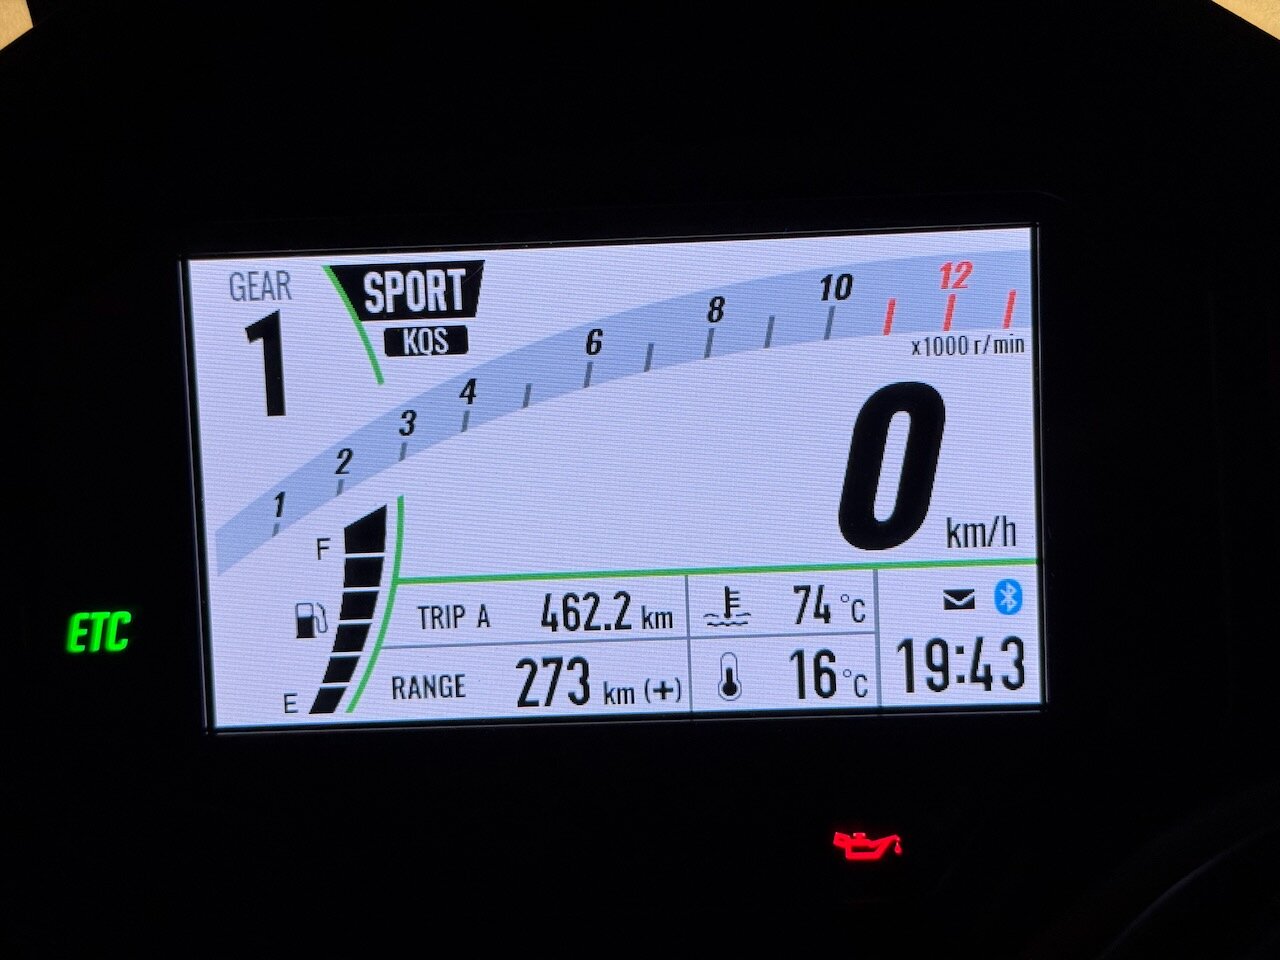 GEAR
1
SPORT
KQS
1 2 3 4 6 8 10 12
x1000 r/min
0 km/h
F
E
ETC
TRIP A 462.2 km
RANGE 273 km (+)
74 °C
16 °C
19:43